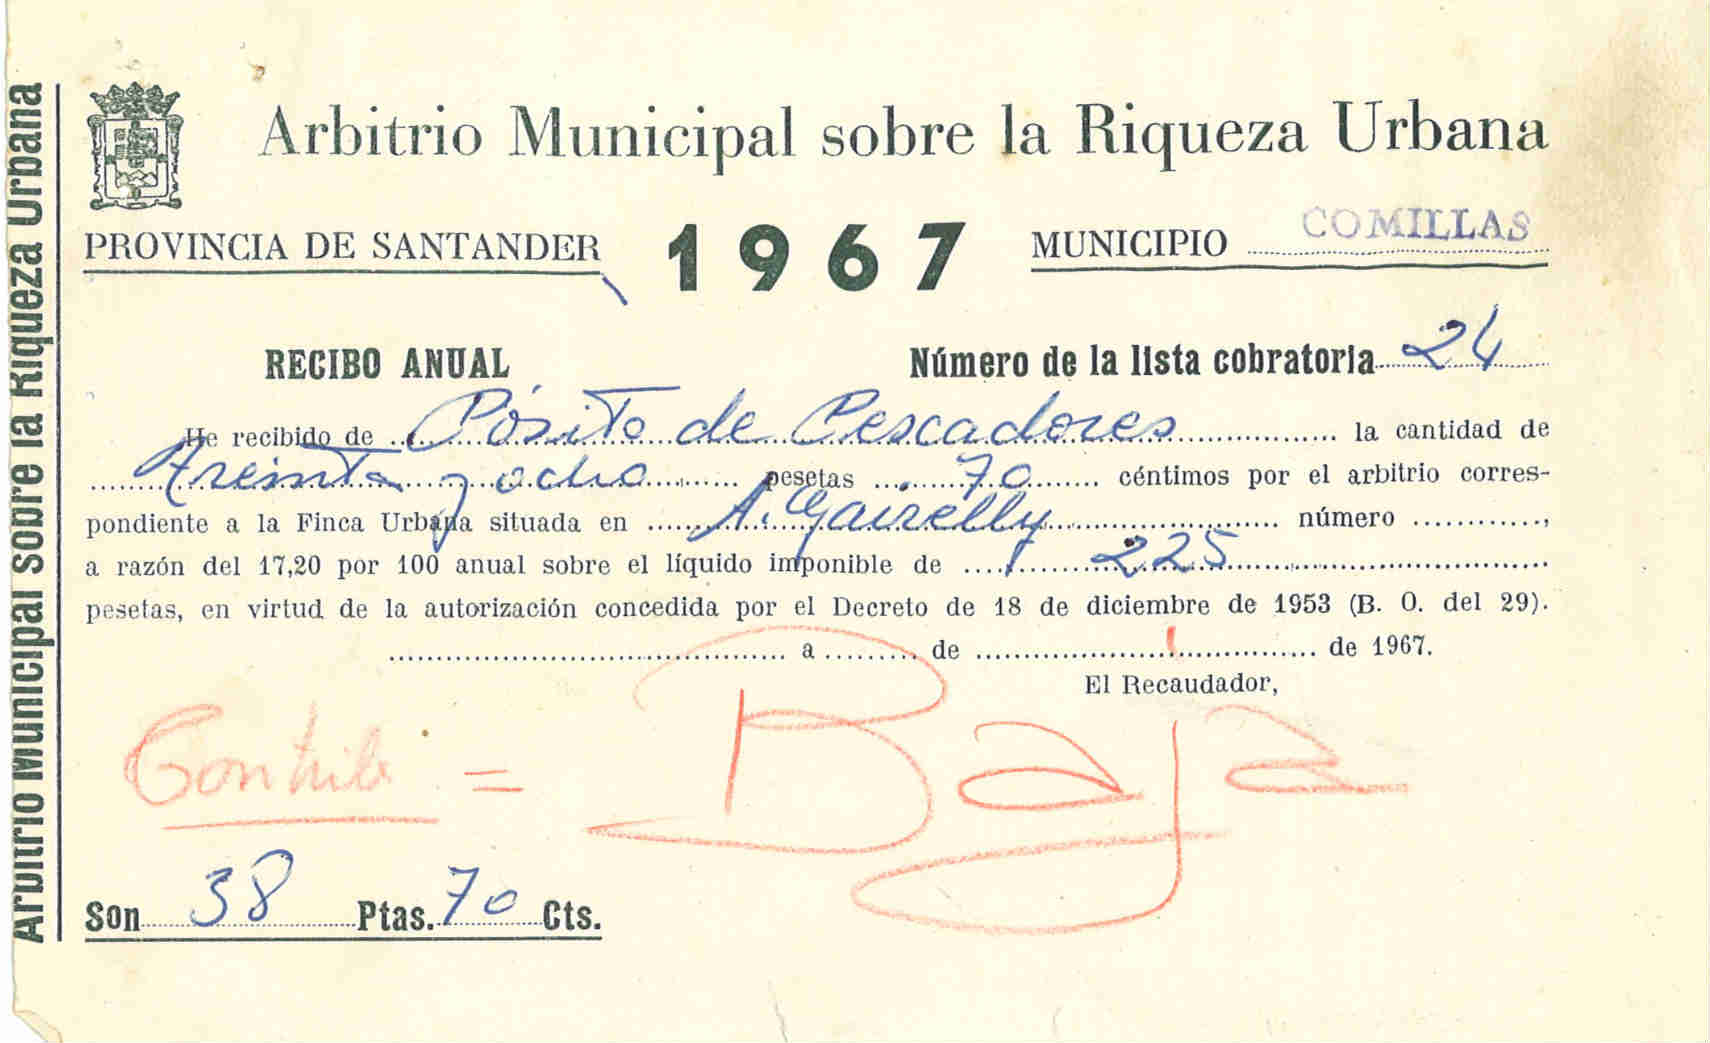 Arbitrio Municipal sobre la Riqueza Urbana
Arbitrio Municipal sobre la Riqueza Urbana
PROVINCIA DE SANTANDER 1967 MUNICIPIO COMILLAS
RECIBO ANUAL Número de la lista cobratoria 24
He recibido de Pósito de Pescadores la cantidad de
treinta y ocho pesetas 70 céntimos por el arbitrio corres-
pondiente a la Finca Urbana situada en A. número ,
a razón del 17,20 por 100 anual sobre el líquido imponible de 225
pesetas, en virtud de la autorización concedida por el Decreto de 18 de diciembre de 1953 (B. O. del 29).
a de de 1967.
El Recaudador,
= Baja
Son 38 Ptas. 70 Cts.